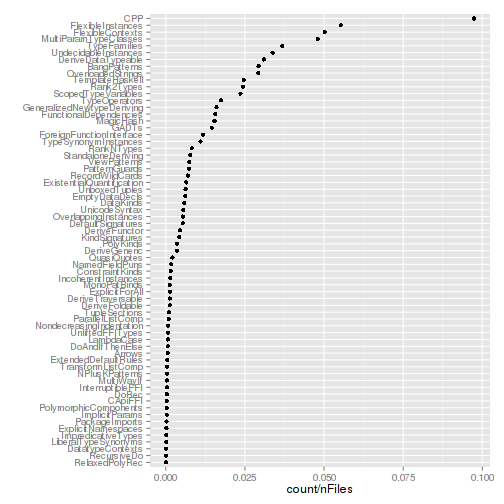 CPP
FlexibleInstances
FlexibleContexts
MultiParamTypeClasses
TypeFamilies
UndecidableInstances
DeriveDataTypeable
BangPatterns
OverloadedStrings
TemplateHaskell
Rank2Types
ScopedTypeVariables
TypeOperators
GeneralizedNewtypeDeriving
FunctionalDependencies
MagicHash
GADTs
ForeignFunctionInterface
TypeSynonymInstances
RankNTypes
StandaloneDeriving
ViewPatterns
PatternGuards
RecordWildCards
ExistentialQuantification
UnboxedTuples
EmptyDataDecls
DataKinds
UnicodeSyntax
OverlappingInstances
DefaultSignatures
DeriveFunctor
KindSignatures
PolyKinds
DeriveGeneric
QuasiQuotes
NamedFieldPuns
ConstraintKinds
IncoherentInstances
MonoPatBinds
ExplicitForAll
DeriveTraversable
DeriveFoldable
TupleSections
ParallelListComp
NondecreasingIndentation
UnliftedFFITypes
LambdaCase
DoAndIfThenElse
Arrows
ExtendedDefaultRules
TransformListComp
NPlusKPatterns
MultiWayIf
InterruptibleFFI
DoRec
CApiFFI
PolymorphicComponents
ImplicitParams
PackageImports
ExplicitNamespaces
ImpredicativeTypes
LiberalTypeSynonyms
DatatypeContexts
RecursiveDo
RelaxedPolyRec
0.000 0.025 0.050 0.075 0.100
count/nFiles